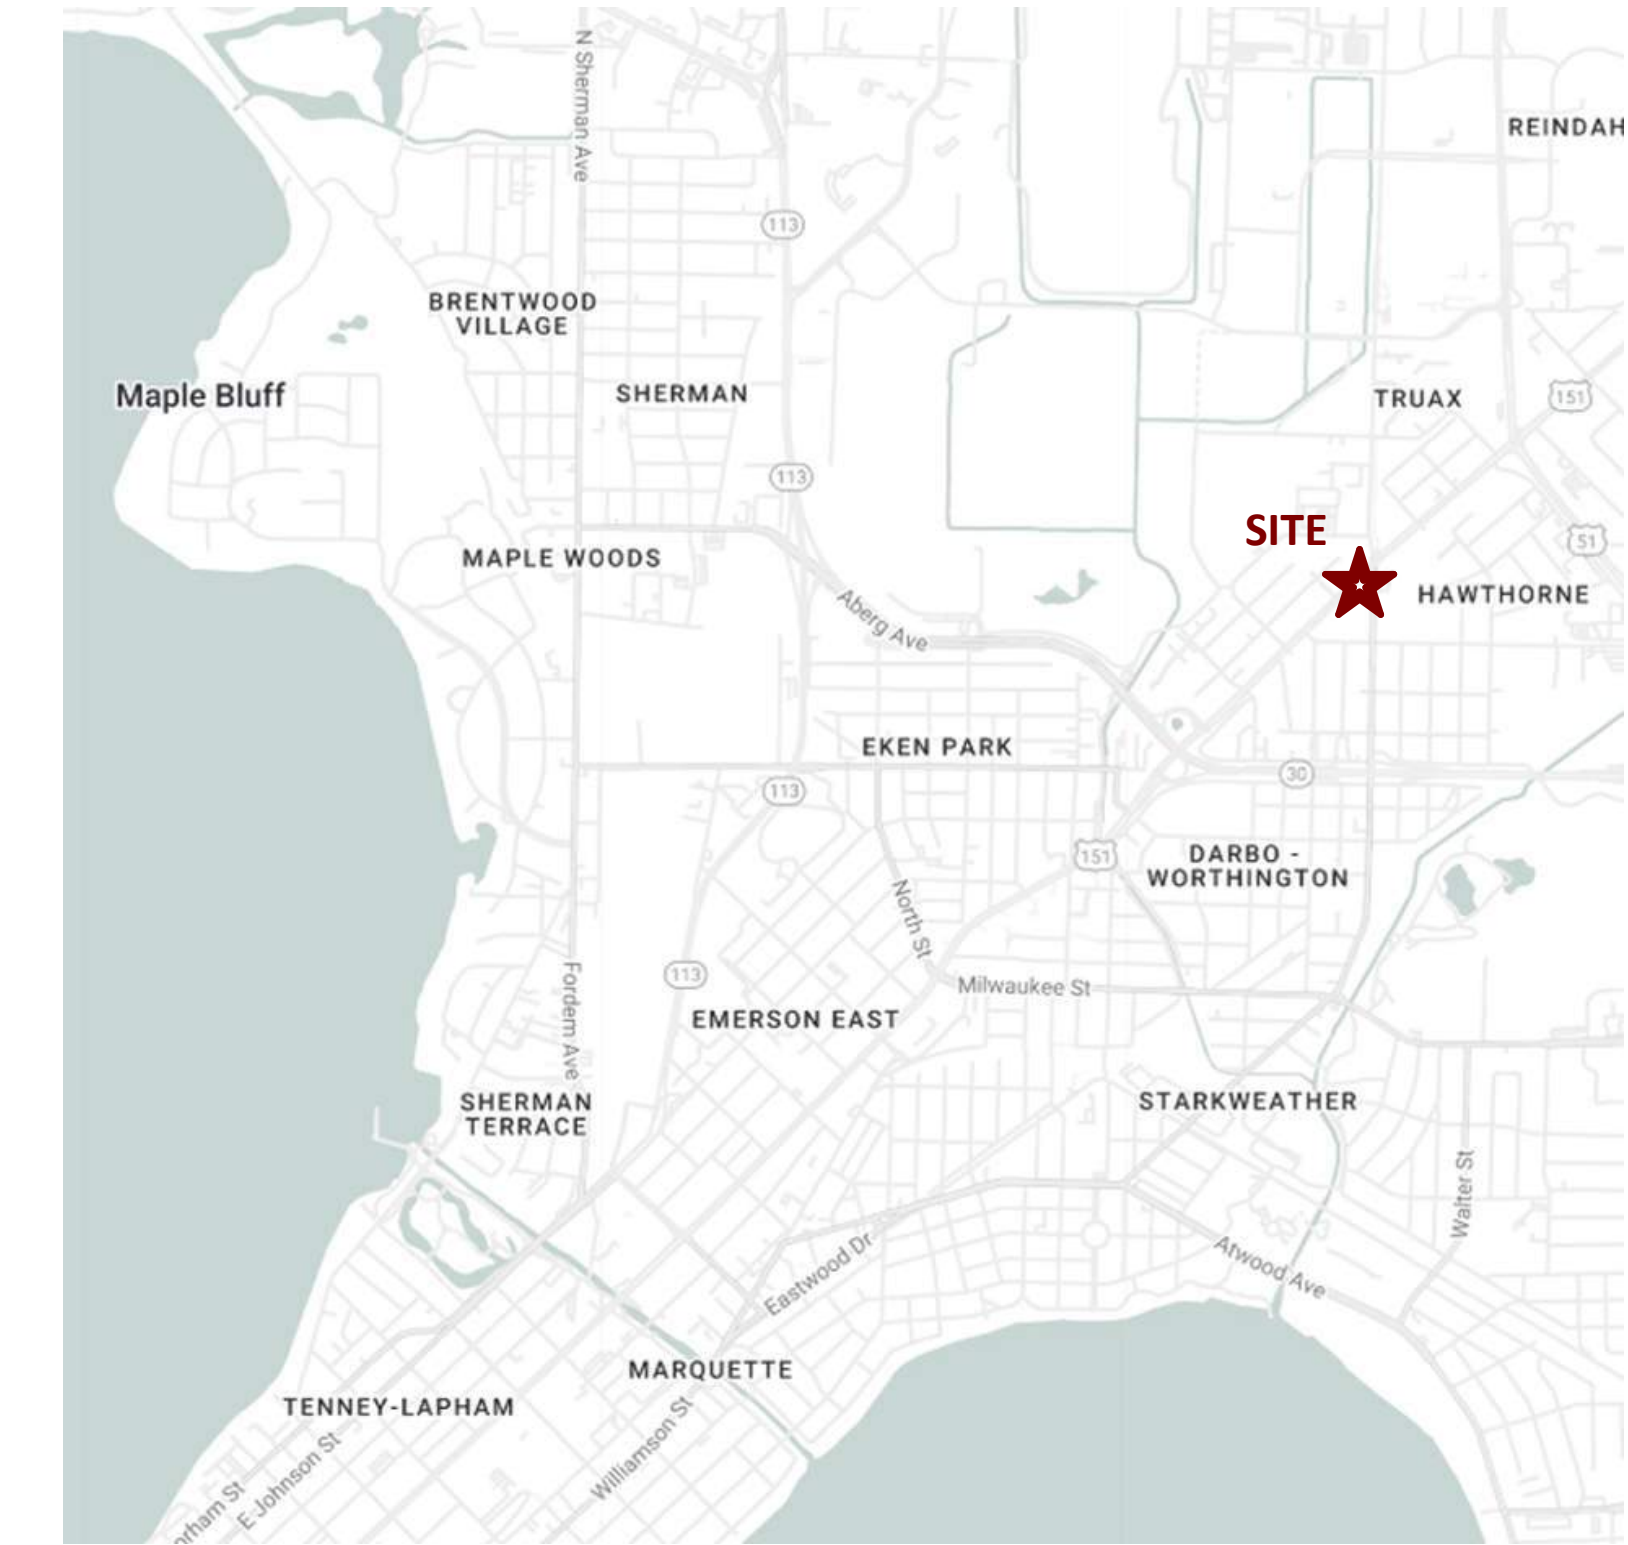 N Sherman Ave
REINDAH
113
BRENTWOOD
VILLAGE
Maple Bluff
SHERMAN
TRUAX
151
113
SITE
51
MAPLE WOODS
HAWTHORNE
Aberg Ave
EKEN PARK
30
113
151
DARBO -
WORTHINGTON
North St
113
Milwaukee St
EMERSON EAST
Fordem Ave
SHERMAN
TERRACE
STARKWEATHER
Walter St
Eastwood Dr
Atwood Ave
MARQUETTE
TENNEY-LAPHAM
Williamson St
E Johnson St
orham St